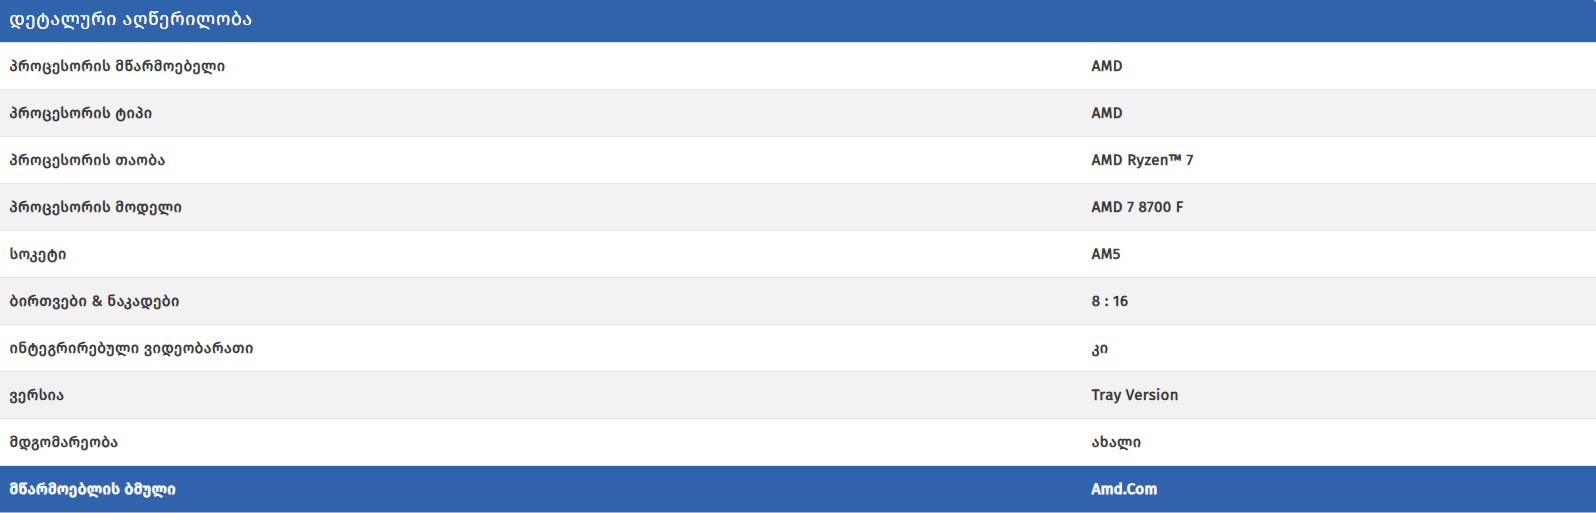 დეტალური აღწერილობა
პროცესორის მწარმოებელი AMD
პროცესორის ტიპი AMD
პროცესორის თაობა AMD Ryzen™ 7
პროცესორის მოდელი AMD 7 8700 F
სოკეტი AM5
ბირთვები & ნაკადები 8 : 16
ინტეგრირებული ვიდეობარათი კი
ვერსია Tray Version
მდგომარეობა ახალი
მწარმოებლის ბმული Amd.Com